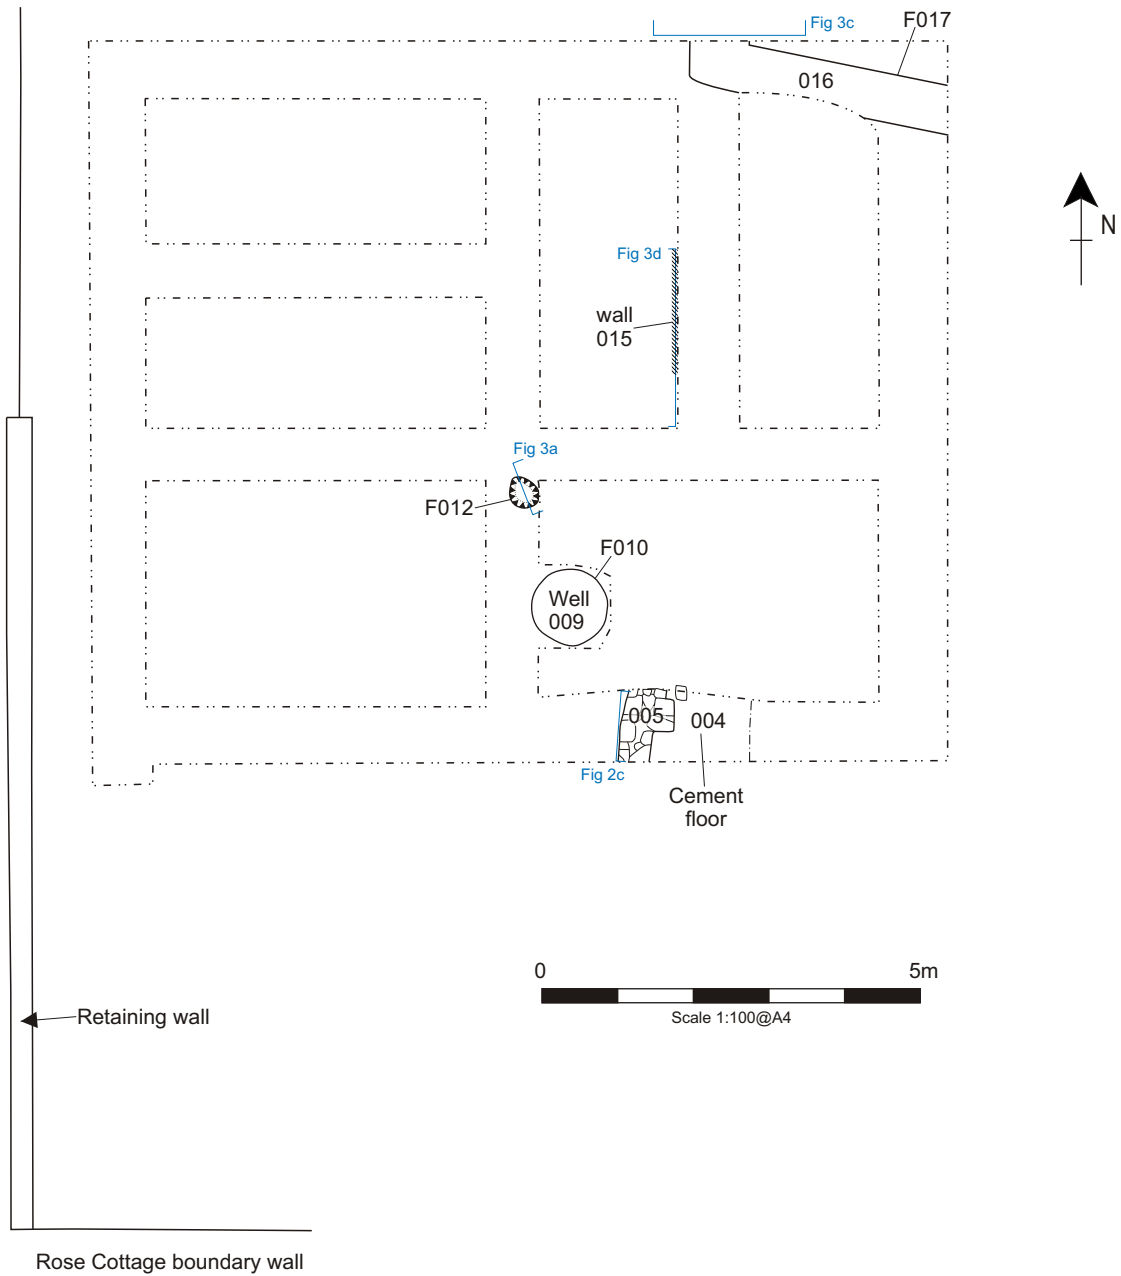 F017
Fig 3c
016
N
Fig 3d
wall
015
Fig 3a
F012
F010
Well
009
005
004
Fig 2c
Cement
floor
0
5m
Scale 1:100@A4
Retaining wall
Rose Cottage boundary wall